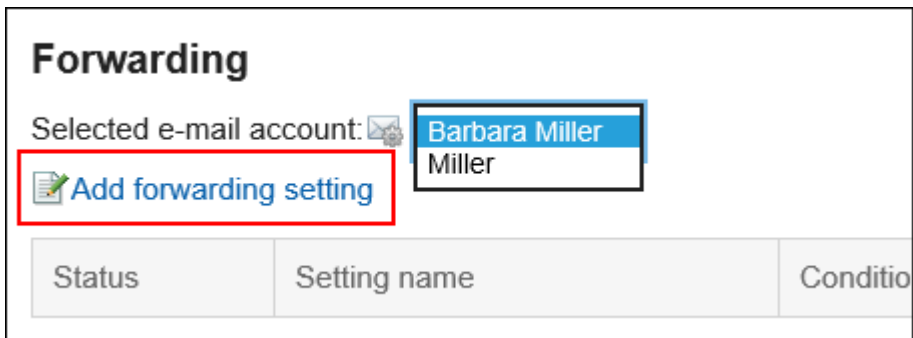 Forwarding
Selected e-mail account: Barbara Miller
Miller
Add forwarding setting
Status Setting name Conditio